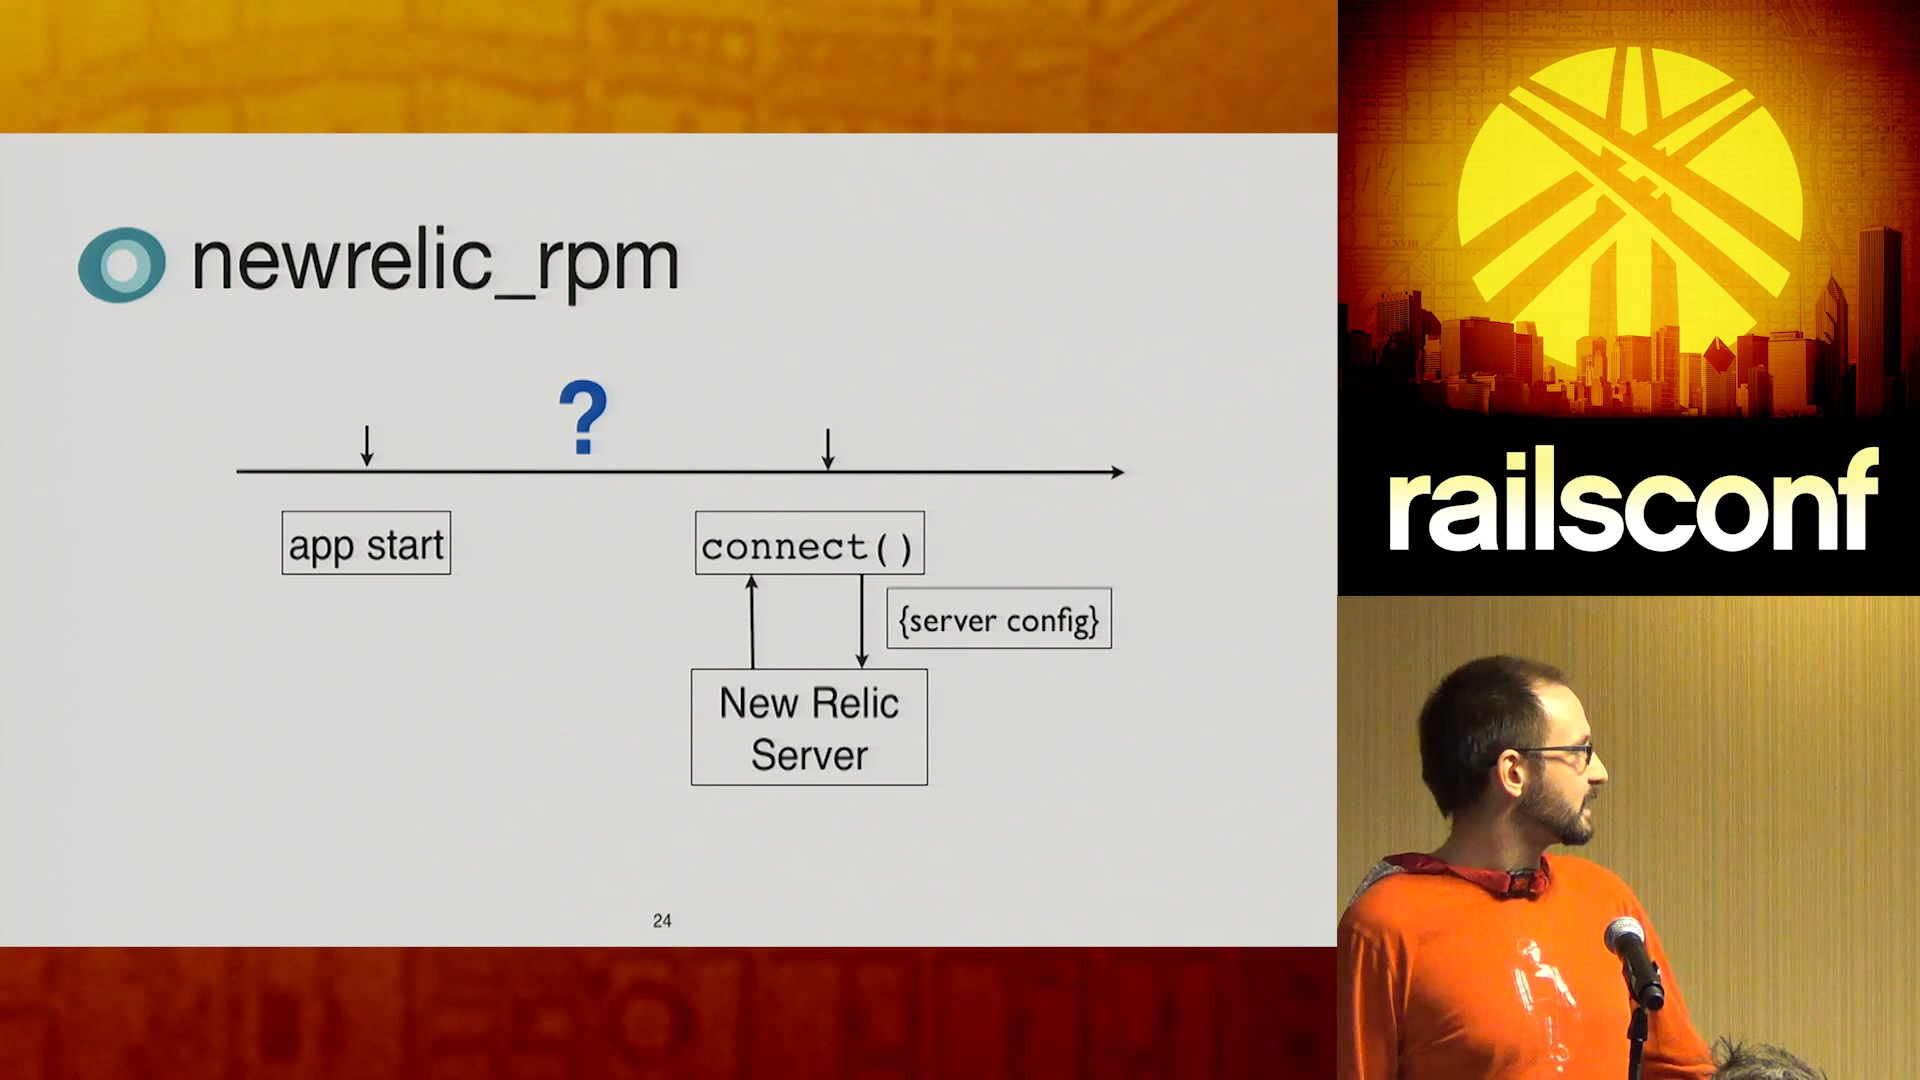 newrelic_rpm
?
app start
connect()
{server config}
New Relic
Server
24
railsconf